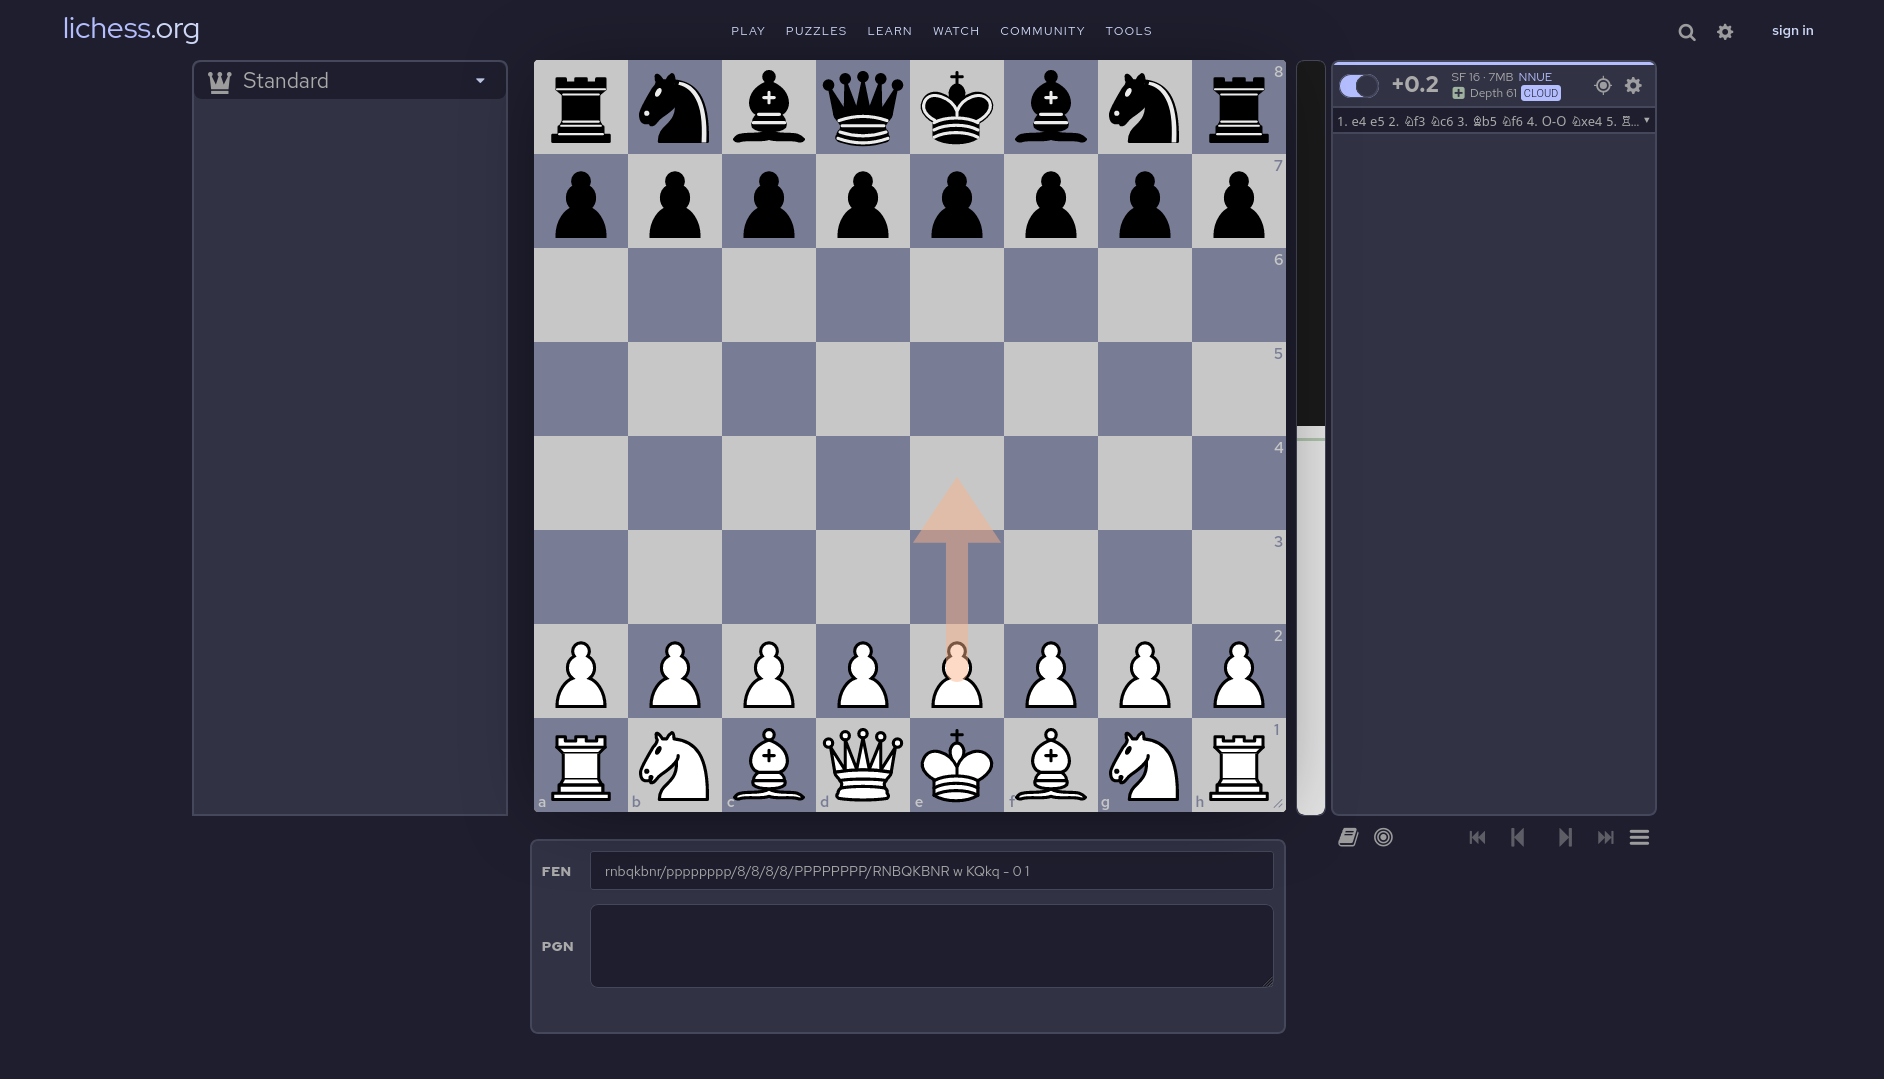 lichess.org
PLAY PUZZLES LEARN WATCH COMMUNITY TOOLS
sign in
Standard
+0.2
SF 16 · 7MB NNUE
Depth 61 CLOUD
1. e4 e5 2. ♘f3 ♘c6 3. ♗b5 ♘f6 4. O-O ♘xe4 5. ♖...
8
7
6
5
4
3
2
1
a b c d e f g h
FEN rnbqkbnr/pppppppp/8/8/8/8/PPPPPPPP/RNBQKBNR w KQkq - 0 1
PGN